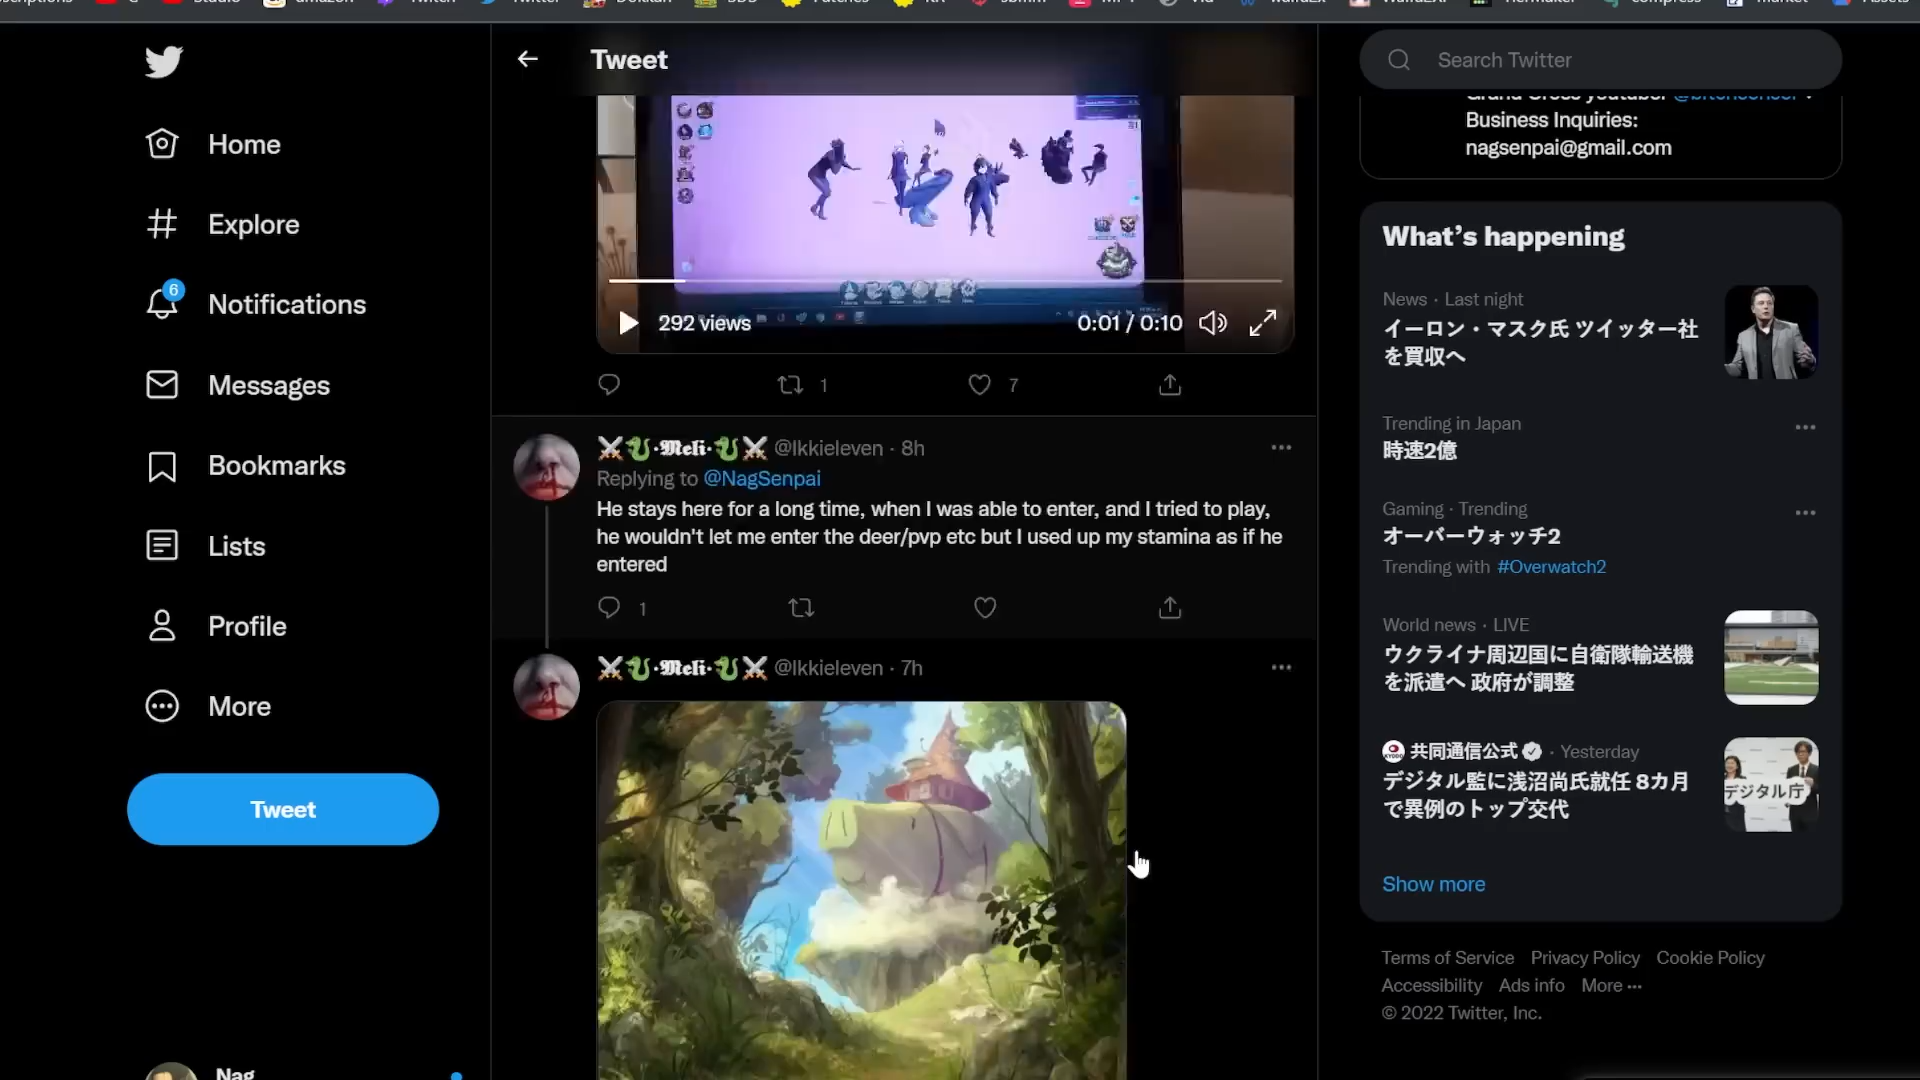 amazon
Twitch
Twitter
Dokkan
Tweet
Search Twitter
Business Inquiries:
nagsenpai@gmail.com
Home
Explore
6
Notifications
Messages
Bookmarks
Lists
Profile
More
Tweet
Nag
292 views
0:01 / 0:10
1
7
·𝕸𝖊𝖑𝖎· @Ikkieleven · 8h
Replying to @NagSenpai
He stays here for a long time, when I was able to enter, and I tried to play,
he wouldn't let me enter the deer/pvp etc but I used up my stamina as if he
entered
1
·𝕸𝖊𝖑𝖎· @Ikkieleven · 7h
What's happening
News · Last night
イーロン・マスク氏 ツイッター社
を買収へ
Trending in Japan
時速2億
Gaming · Trending
オーバーウォッチ2
Trending with #Overwatch2
World news · LIVE
ウクライナ周辺国に自衛隊輸送機
を派遣へ 政府が調整
共同通信公式 · Yesterday
デジタル監に浅沼尚氏就任 8カ月
で異例のトップ交代
デジタル庁
Show more
Terms of Service Privacy Policy Cookie Policy
Accessibility Ads info More ···
© 2022 Twitter, Inc.